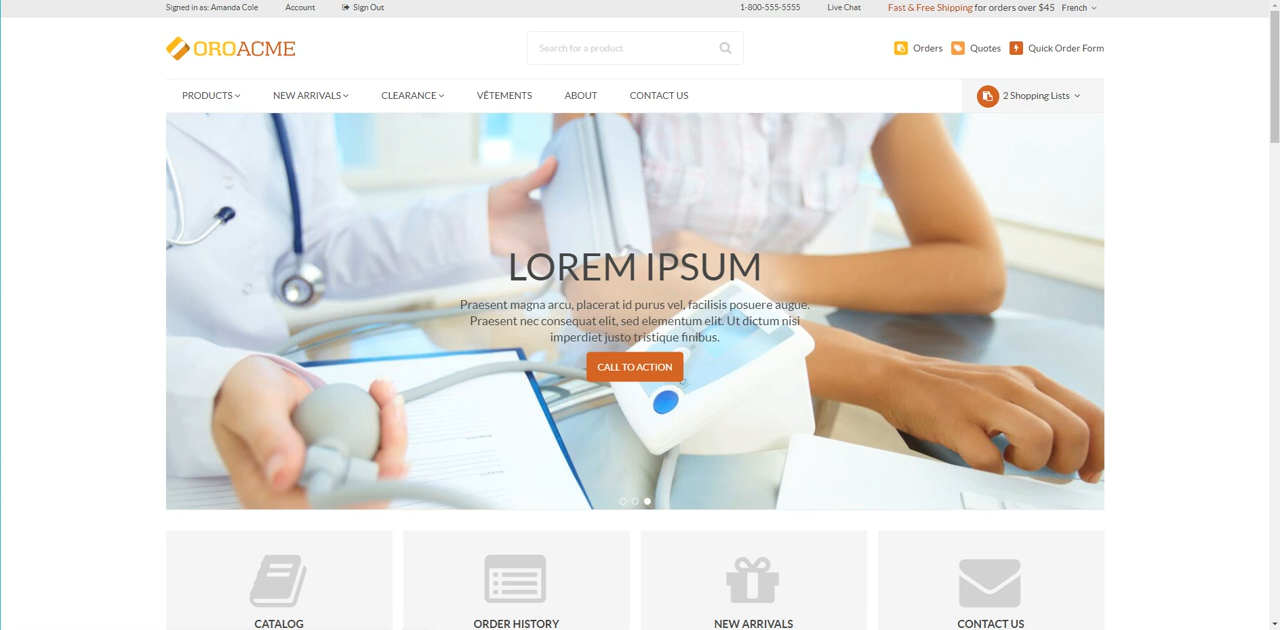 Signed in as: Amanda Cole Account Sign Out 1-800-555-5555 Live Chat Fast & Free Shipping for orders over $45 French
OROACME Search for a product Orders Quotes Quick Order Form
PRODUCTS NEW ARRIVALS CLEARANCE VÊTEMENTS ABOUT CONTACT US 2 Shopping Lists
LOREM IPSUM
Praesent magna arcu, placerat id purus vel, facilisis posuere augue.
Praesent nec consequat elit, sed elementum elit. Ut dictum nisi
imperdiet justo tristique finibus.
CALL TO ACTION
CATALOG ORDER HISTORY NEW ARRIVALS CONTACT US